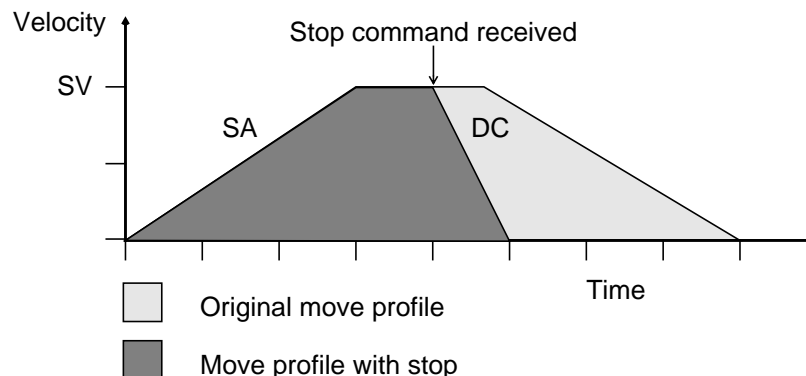 Velocity
Stop command received
SV
SA
DC
Time
Original move profile
Move profile with stop